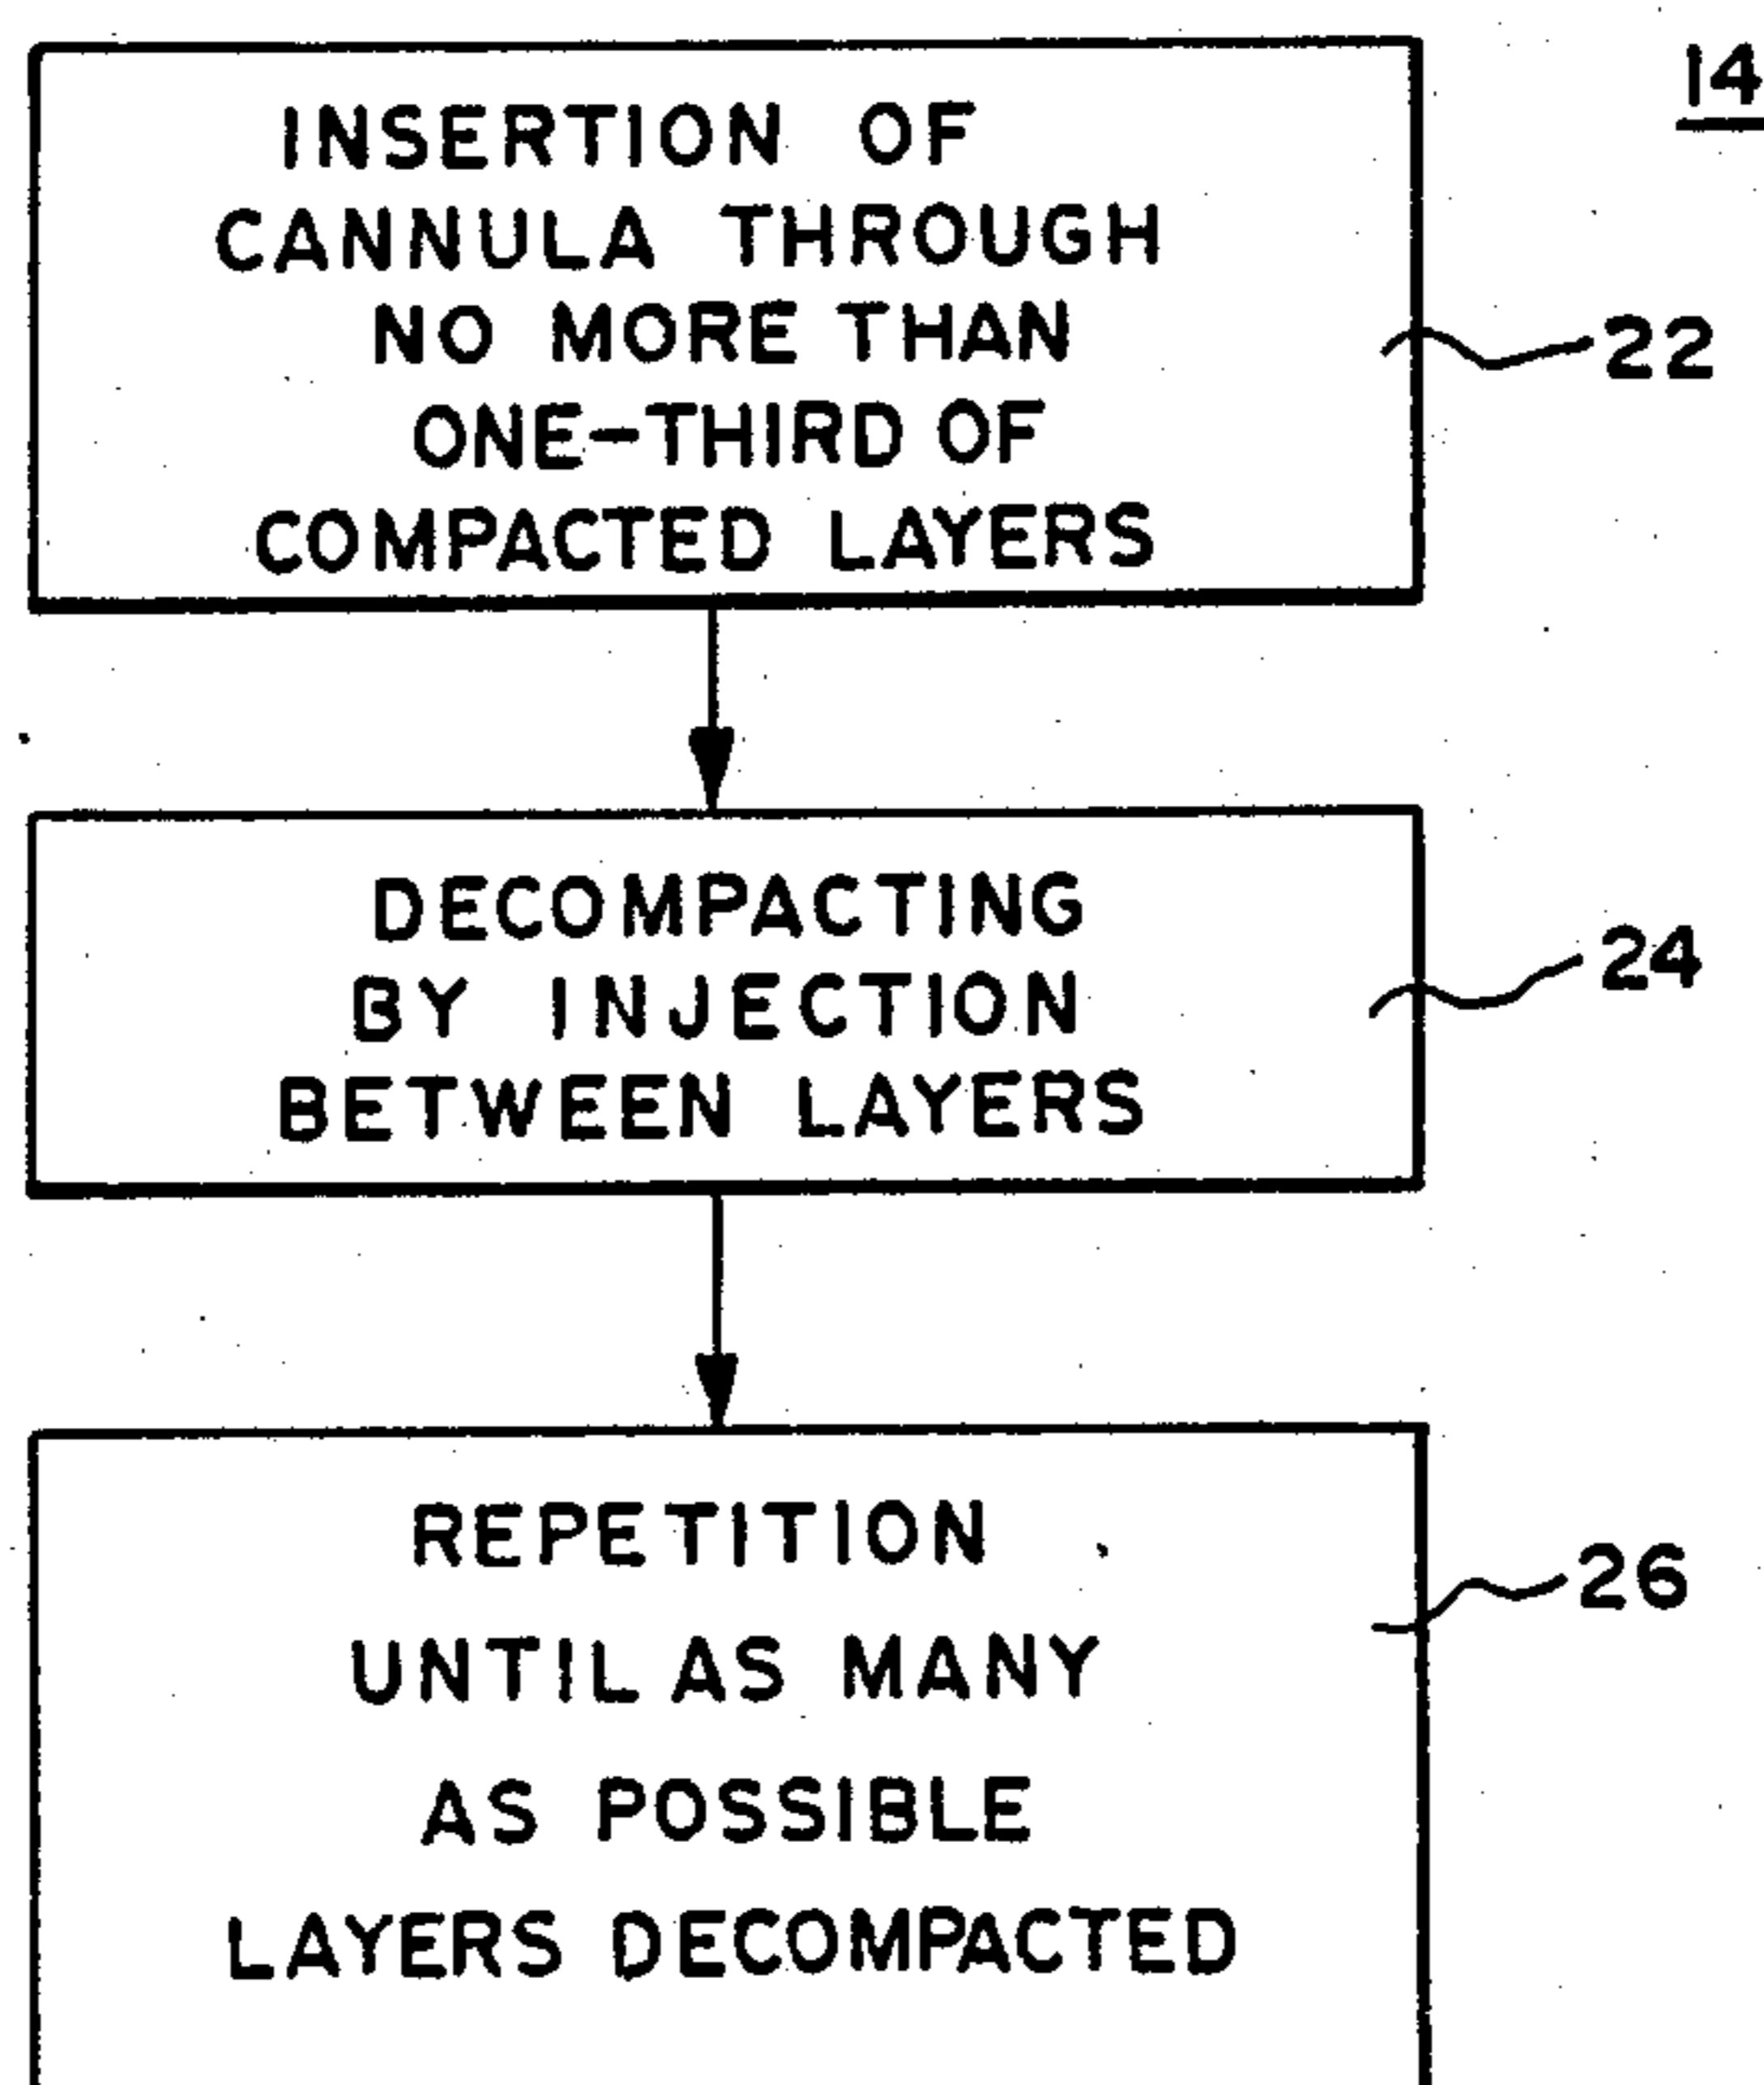 14
INSERTION OF
CANNULA THROUGH
NO MORE THAN
ONE-THIRD OF
COMPACTED LAYERS
22
DECOMPACTING
BY INJECTION
BETWEEN LAYERS
24
REPETITION
UNTIL AS MANY
AS POSSIBLE
LAYERS DECOMPACTED
26